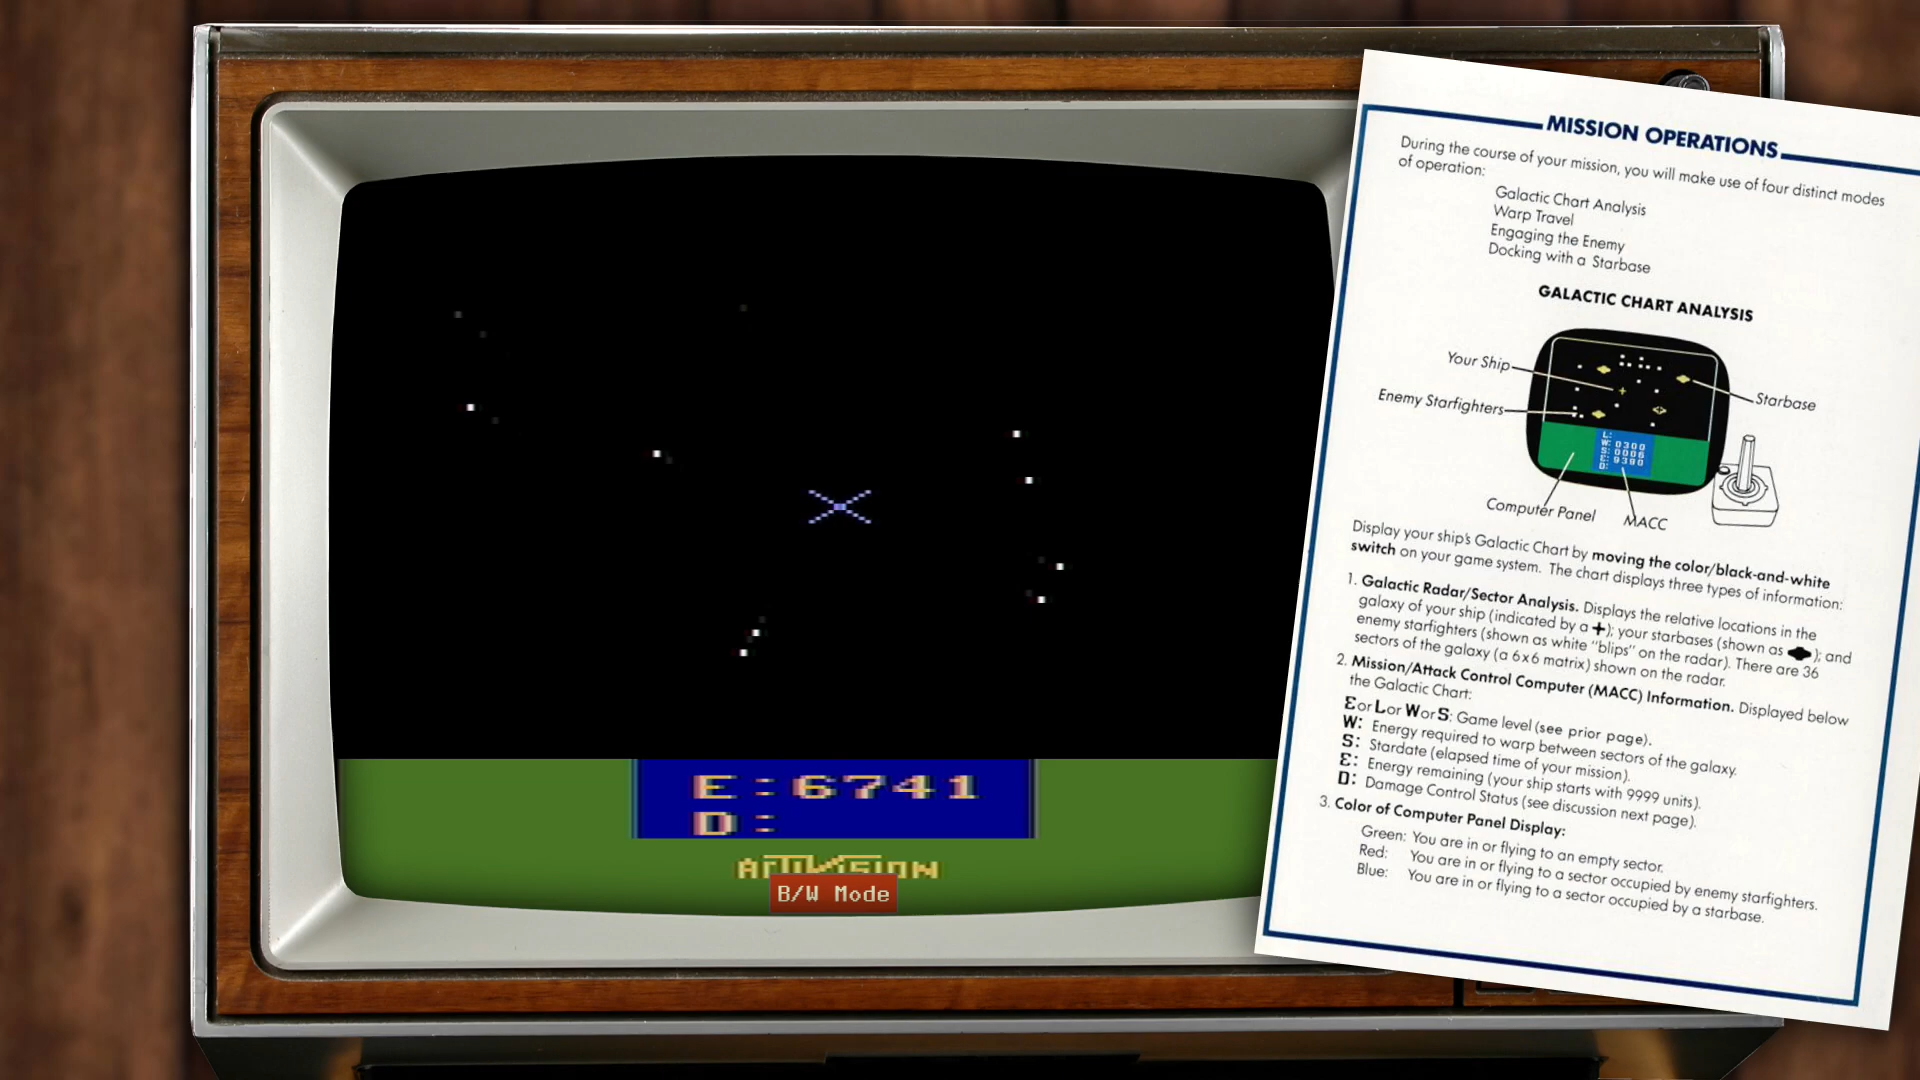 E:6741
D:
ACTIVISION
B/W Mode
MISSION OPERATIONS
During the course of your mission, you will make use of four distinct modes
of operation:
Galactic Chart Analysis
Warp Travel
Engaging the Enemy
Docking with a Starbase
GALACTIC CHART ANALYSIS
Your Ship
Enemy Starfighters
Starbase
L:
W: 0300
S: 0006
E: 9390
D:
Computer Panel
MACC
Display your ship's Galactic Chart by moving the color/black-and-white
switch on your game system. The chart displays three types of information:
1. Galactic Radar/Sector Analysis. Displays the relative locations in the
galaxy of your ship (indicated by a +); your starbases (shown as ); and
enemy starfighters (shown as white "blips" on the radar). There are 36
sectors of the galaxy (a 6x6 matrix) shown on the radar.
2. Mission/Attack Control Computer (MACC) Information. Displayed below
the Galactic Chart:
E or L or W or S: Game level (see prior page).
W: Energy required to warp between sectors of the galaxy.
S: Stardate (elapsed time of your mission).
E: Energy remaining (your ship starts with 9999 units).
D: Damage Control Status (see discussion next page).
3. Color of Computer Panel Display:
Green: You are in or flying to an empty sector.
Red: You are in or flying to a sector occupied by enemy starfighters.
Blue: You are in or flying to a sector occupied by a starbase.